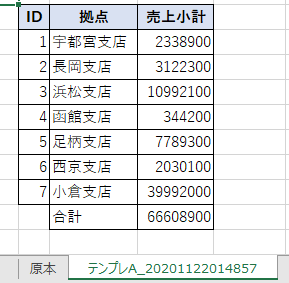 ID 拠点 売上小計
1 宇都宮支店 2338900
2 長岡支店 3122300
3 浜松支店 10992100
4 函館支店 344200
5 足柄支店 7789300
6 西京支店 2030100
7 小倉支店 39992000
合計 66608900
原本 テンプレA_20201122014857